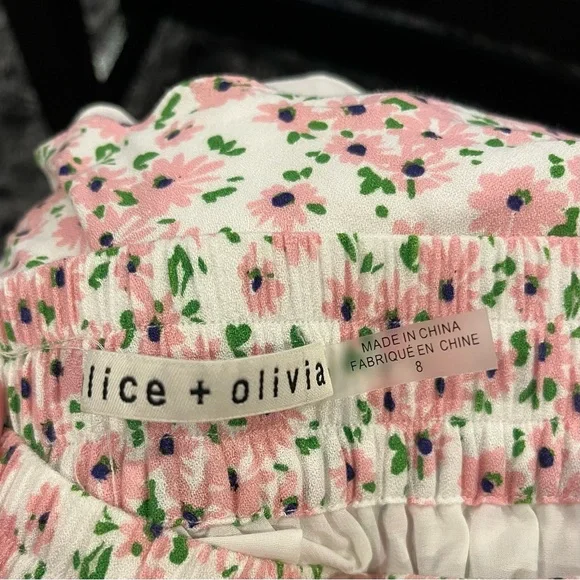 lice + olivia
MADE IN CHINA
FABRIQUÉ EN CHINE
8